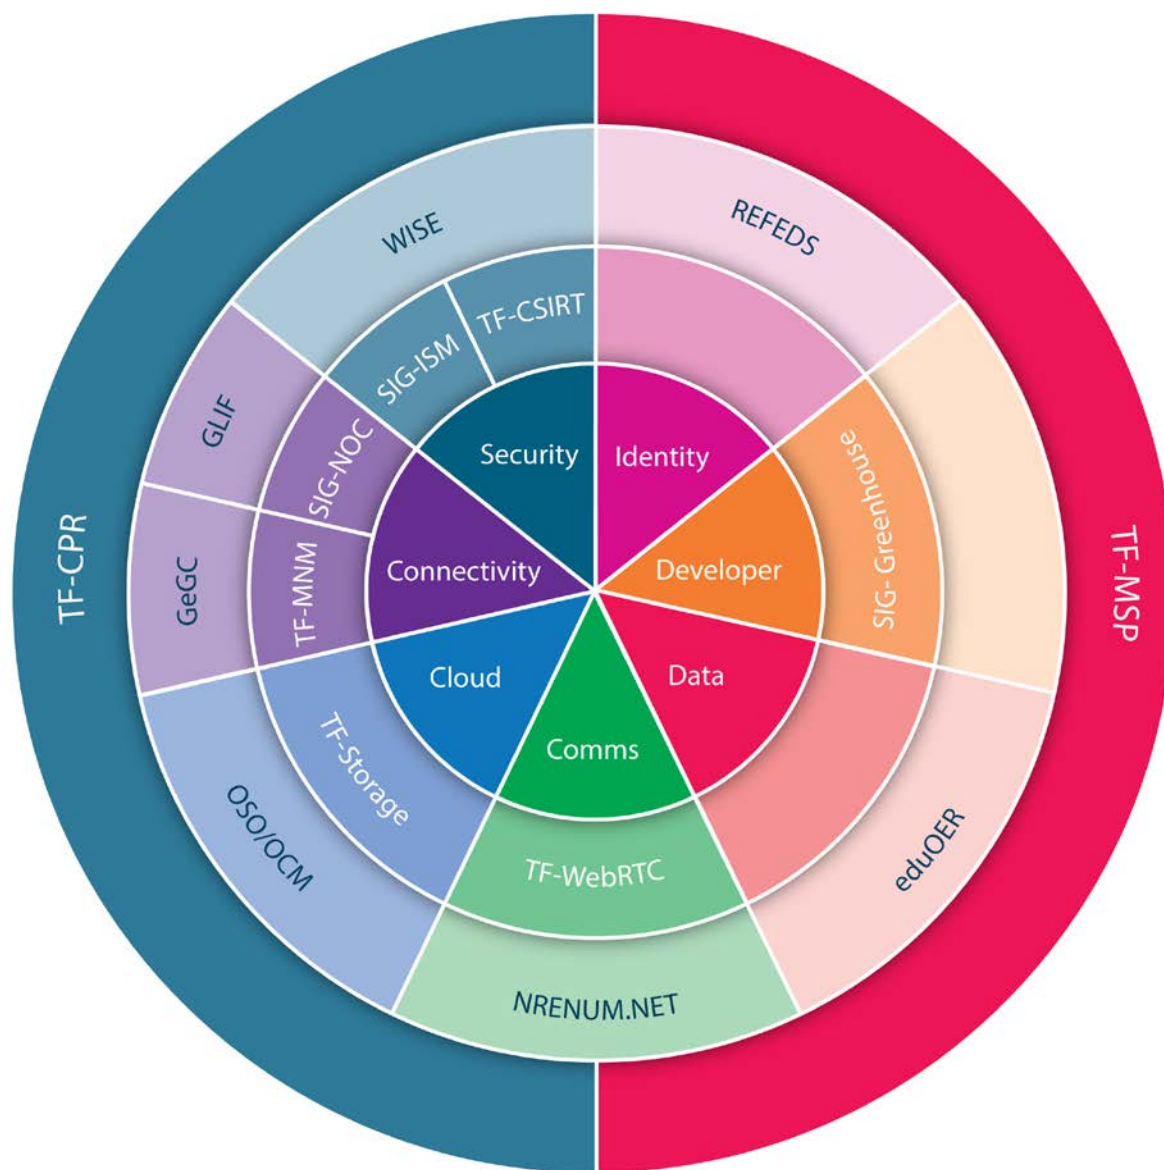 WISE
REFEDS
TF-CSIRT
SIG-ISM
GLIF
SIG-NOC
Security
Identity
TF-CPR
GeGC
TF-MNM
Connectivity
Developer
SIG- Greenhouse
TF-MSP
Cloud
Data
TF-Storage
Comms
OSO/OCM
TF-WebRTC
eduOER
NRENUM.NET